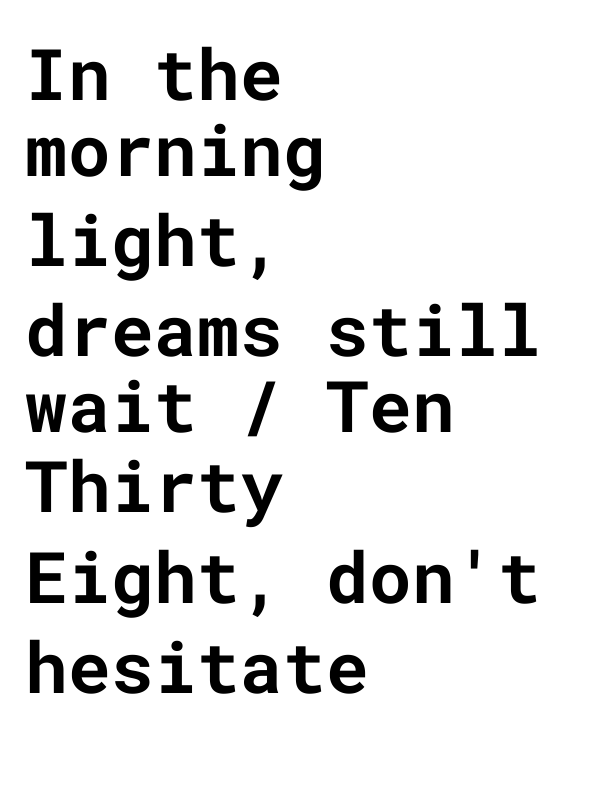 In the
morning
light,
dreams still
wait / Ten
Thirty
Eight, don't
hesitate